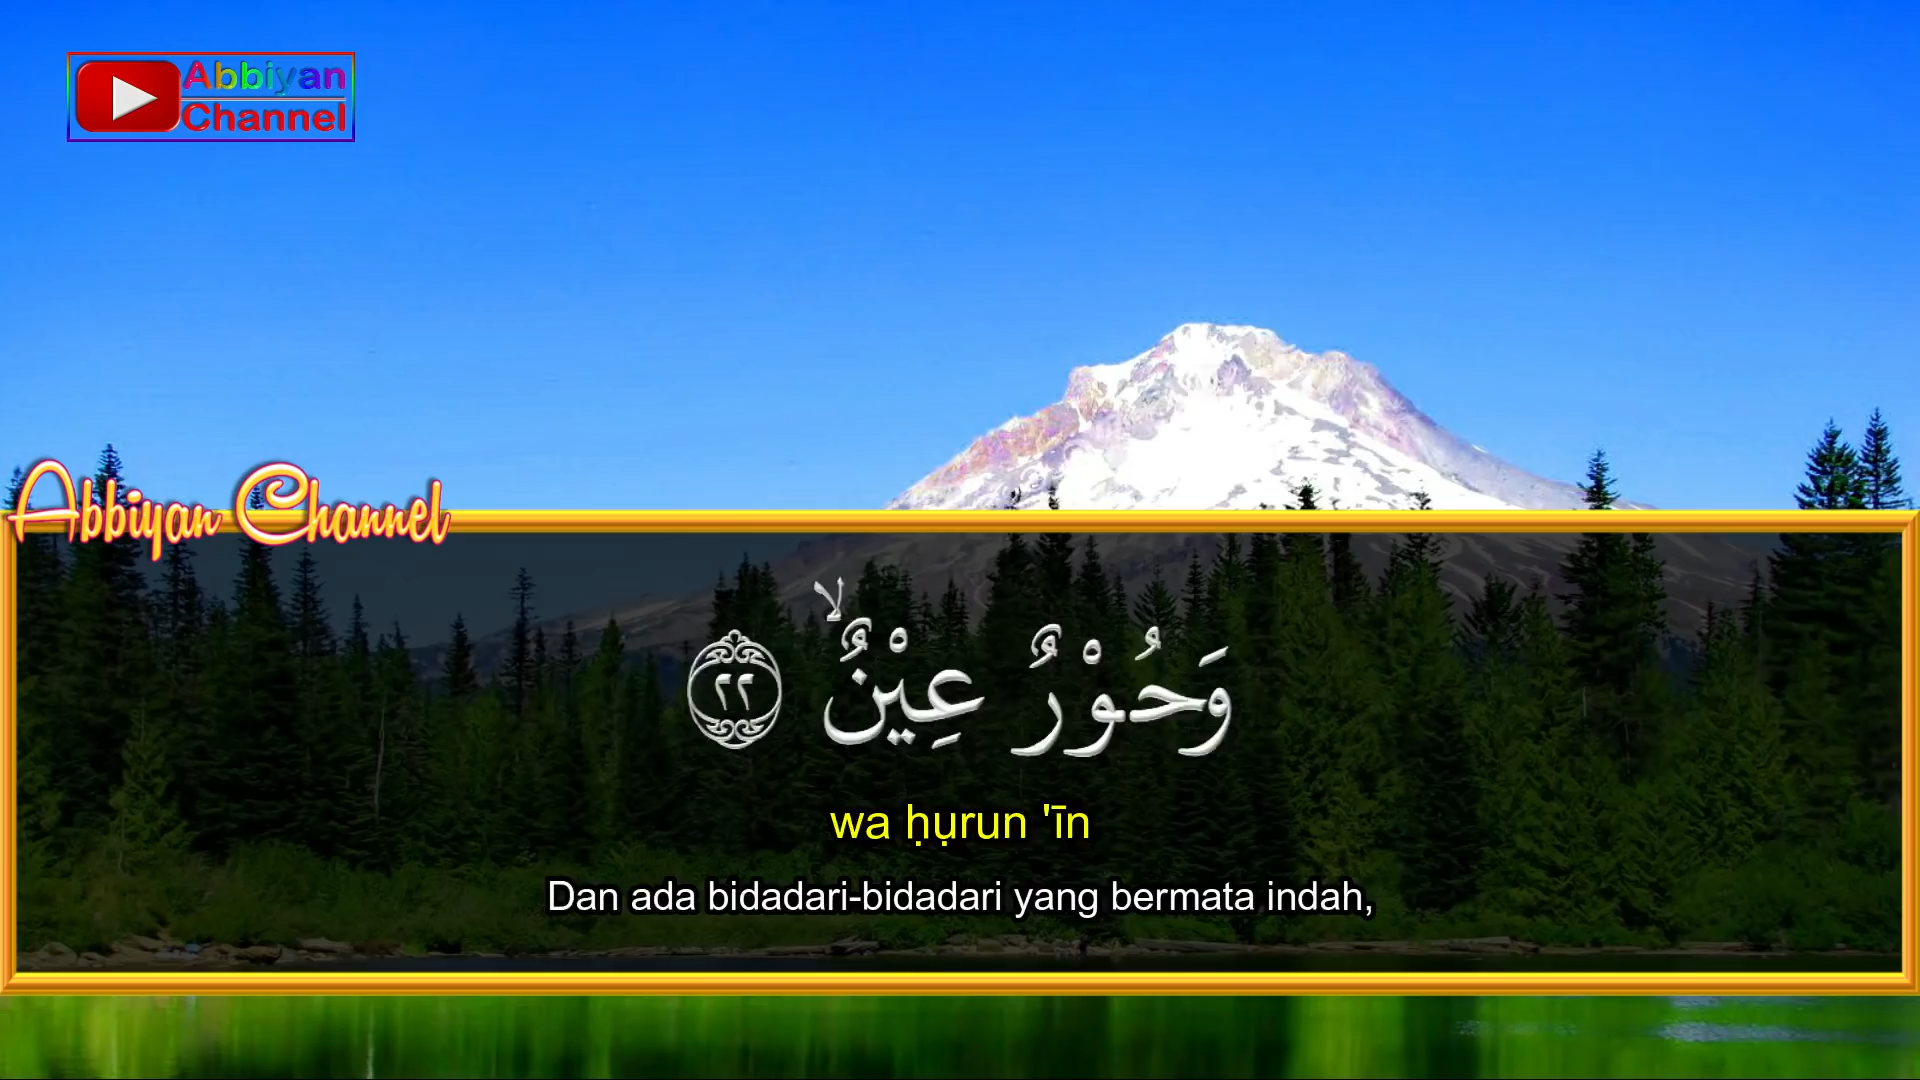 Abbiyan
Channel
Abbiyan Channel
وَحُوْرٌ عِيْنٌۙ ٢٢
wa ḥụrun 'īn
Dan ada bidadari-bidadari yang bermata indah,